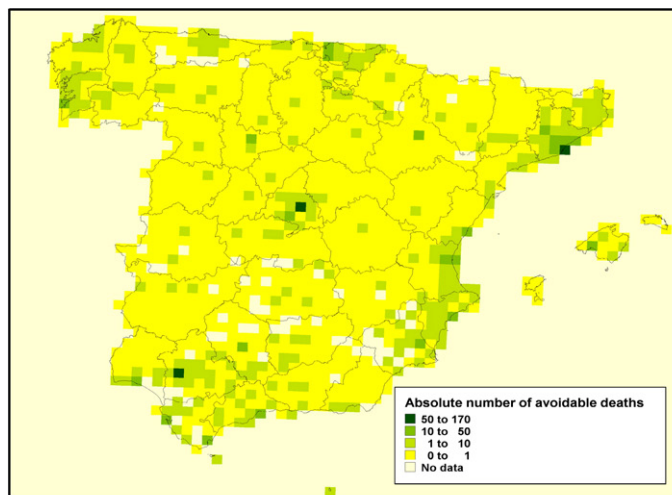 Absolute number of avoidable deaths
50 to 170
10 to 50
1 to 10
0 to 1
No data